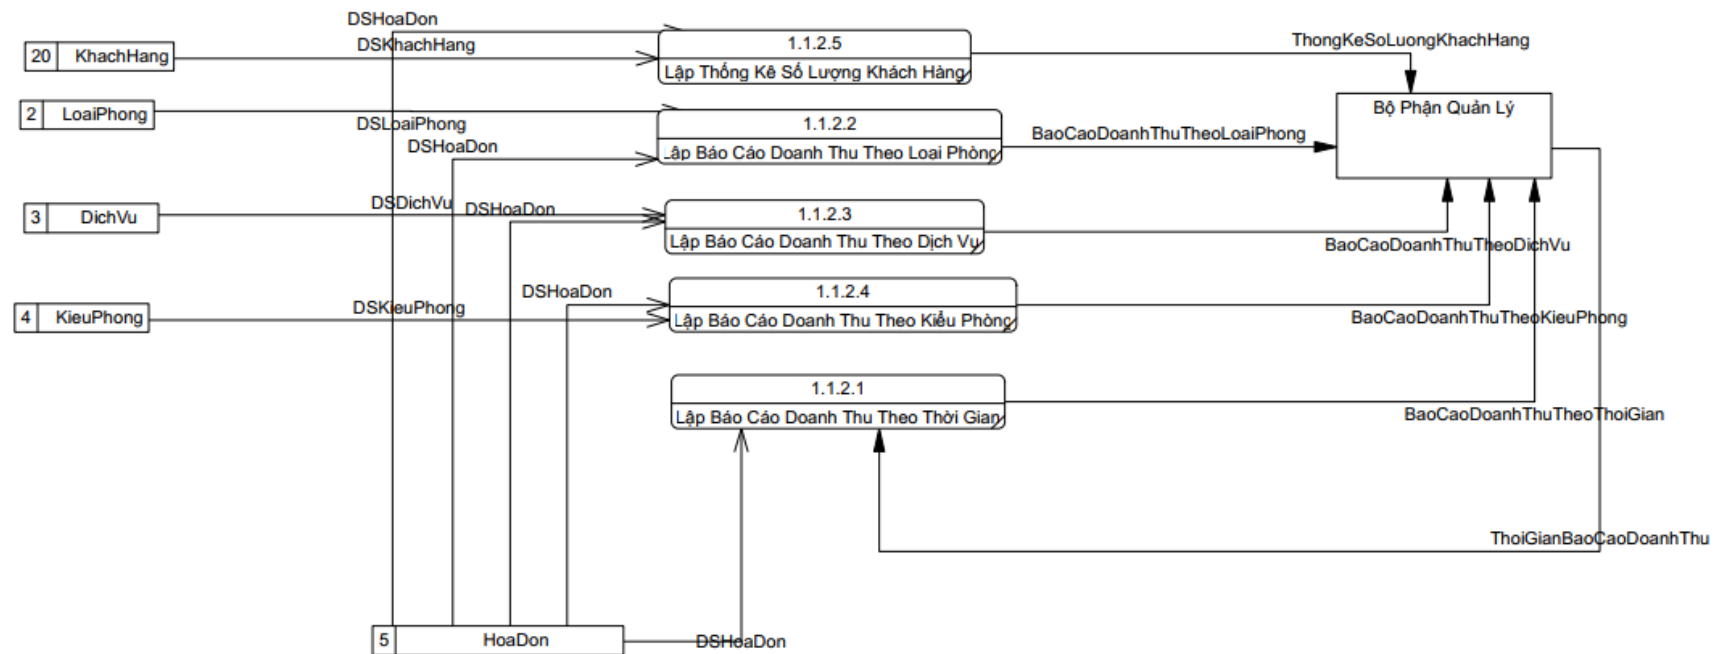 DSHoaDon
20 KhachHang
DSKhachHang
1.1.2.5
Lập Thống Kê Số Lượng Khách Hàng
ThongKeSoLuongKhachHang
2 LoaiPhong
DSLoaiPhong
DSHoaDon
1.1.2.2
Lập Báo Cáo Doanh Thu Theo Loại Phòng
BaoCaoDoanhThuTheoLoaiPhong
Bộ Phận Quản Lý
3 DichVu
DSDichVu
DSHoaDon
1.1.2.3
Lập Báo Cáo Doanh Thu Theo Dịch Vụ
BaoCaoDoanhThuTheoDichVu
4 KieuPhong
DSKieuPhong
DSHoaDon
1.1.2.4
Lập Báo Cáo Doanh Thu Theo Kiểu Phòng
BaoCaoDoanhThuTheoKieuPhong
1.1.2.1
Lập Báo Cáo Doanh Thu Theo Thời Gian
BaoCaoDoanhThuTheoThoiGian
ThoiGianBaoCaoDoanhThu
5 HoaDon
DSHoaDon